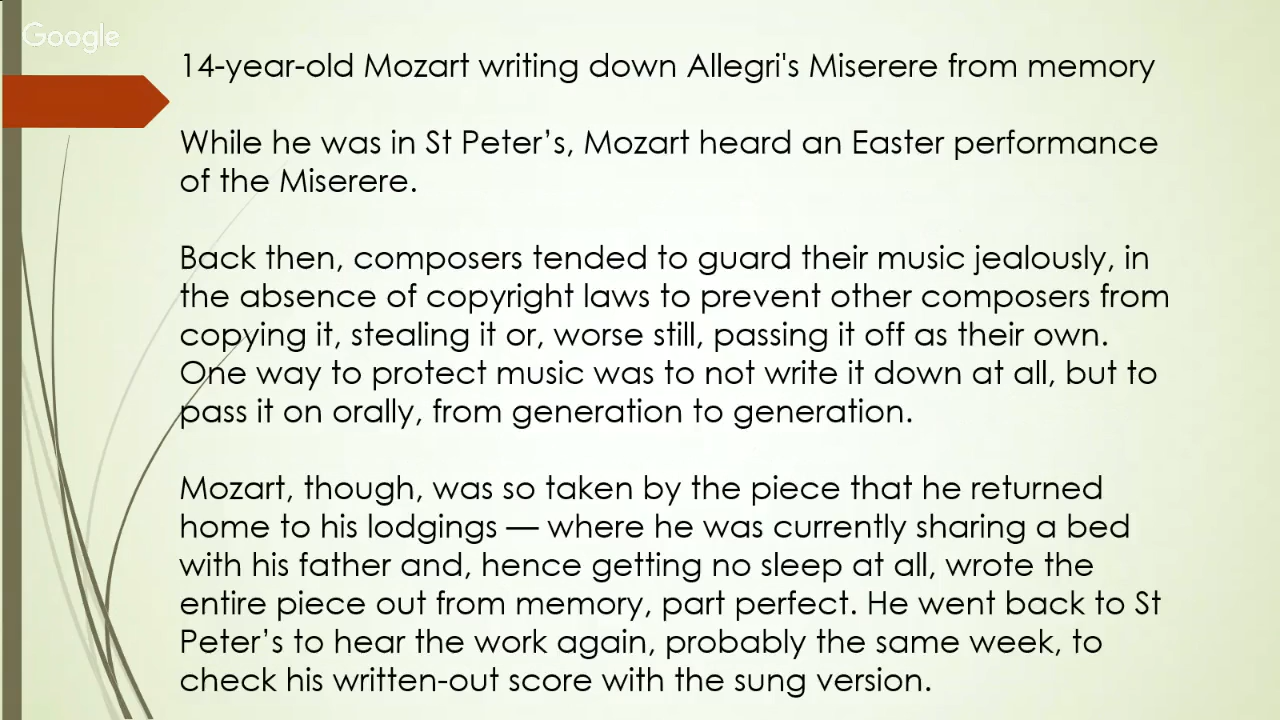 Google
14-year-old Mozart writing down Allegri's Miserere from memory
While he was in St Peter’s, Mozart heard an Easter performance
of the Miserere.
Back then, composers tended to guard their music jealously, in
the absence of copyright laws to prevent other composers from
copying it, stealing it or, worse still, passing it off as their own.
One way to protect music was to not write it down at all, but to
pass it on orally, from generation to generation.
Mozart, though, was so taken by the piece that he returned
home to his lodgings — where he was currently sharing a bed
with his father and, hence getting no sleep at all, wrote the
entire piece out from memory, part perfect. He went back to St
Peter’s to hear the work again, probably the same week, to
check his written-out score with the sung version.